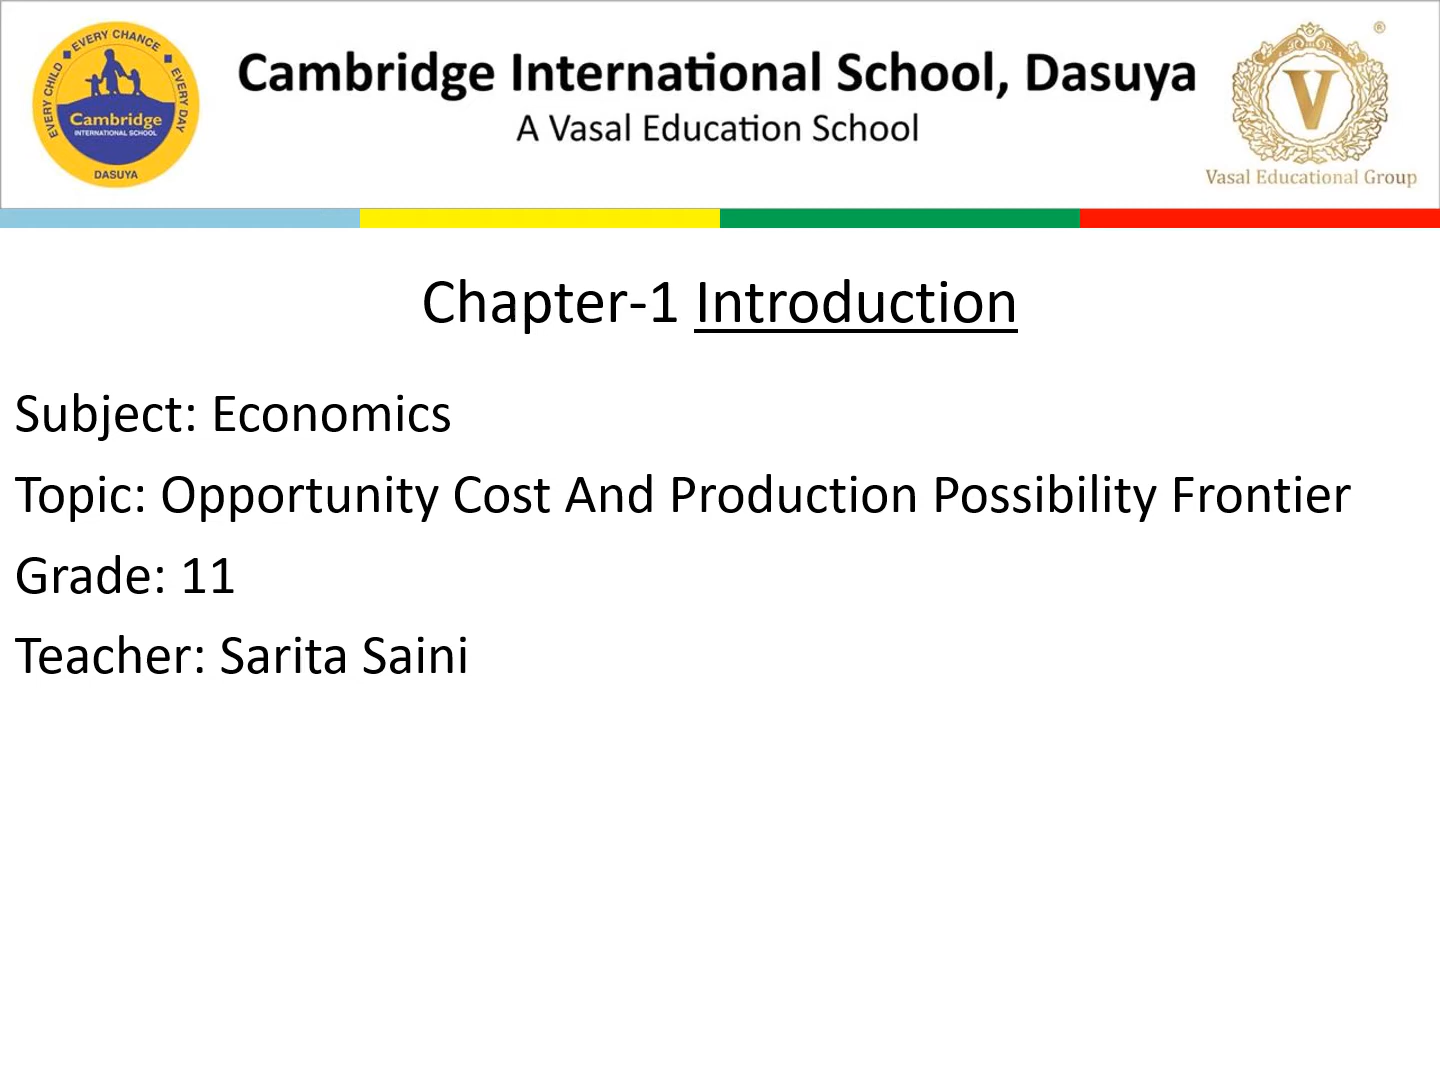 EVERY CHILD EVERY CHANCE EVERY DAY
Cambridge
INTERNATIONAL SCHOOL
DASUYA
Cambridge International School, Dasuya
A Vasal Education School
®
V
Vasal Educational Group
Chapter-1 Introduction
Subject: Economics
Topic: Opportunity Cost And Production Possibility Frontier
Grade: 11
Teacher: Sarita Saini